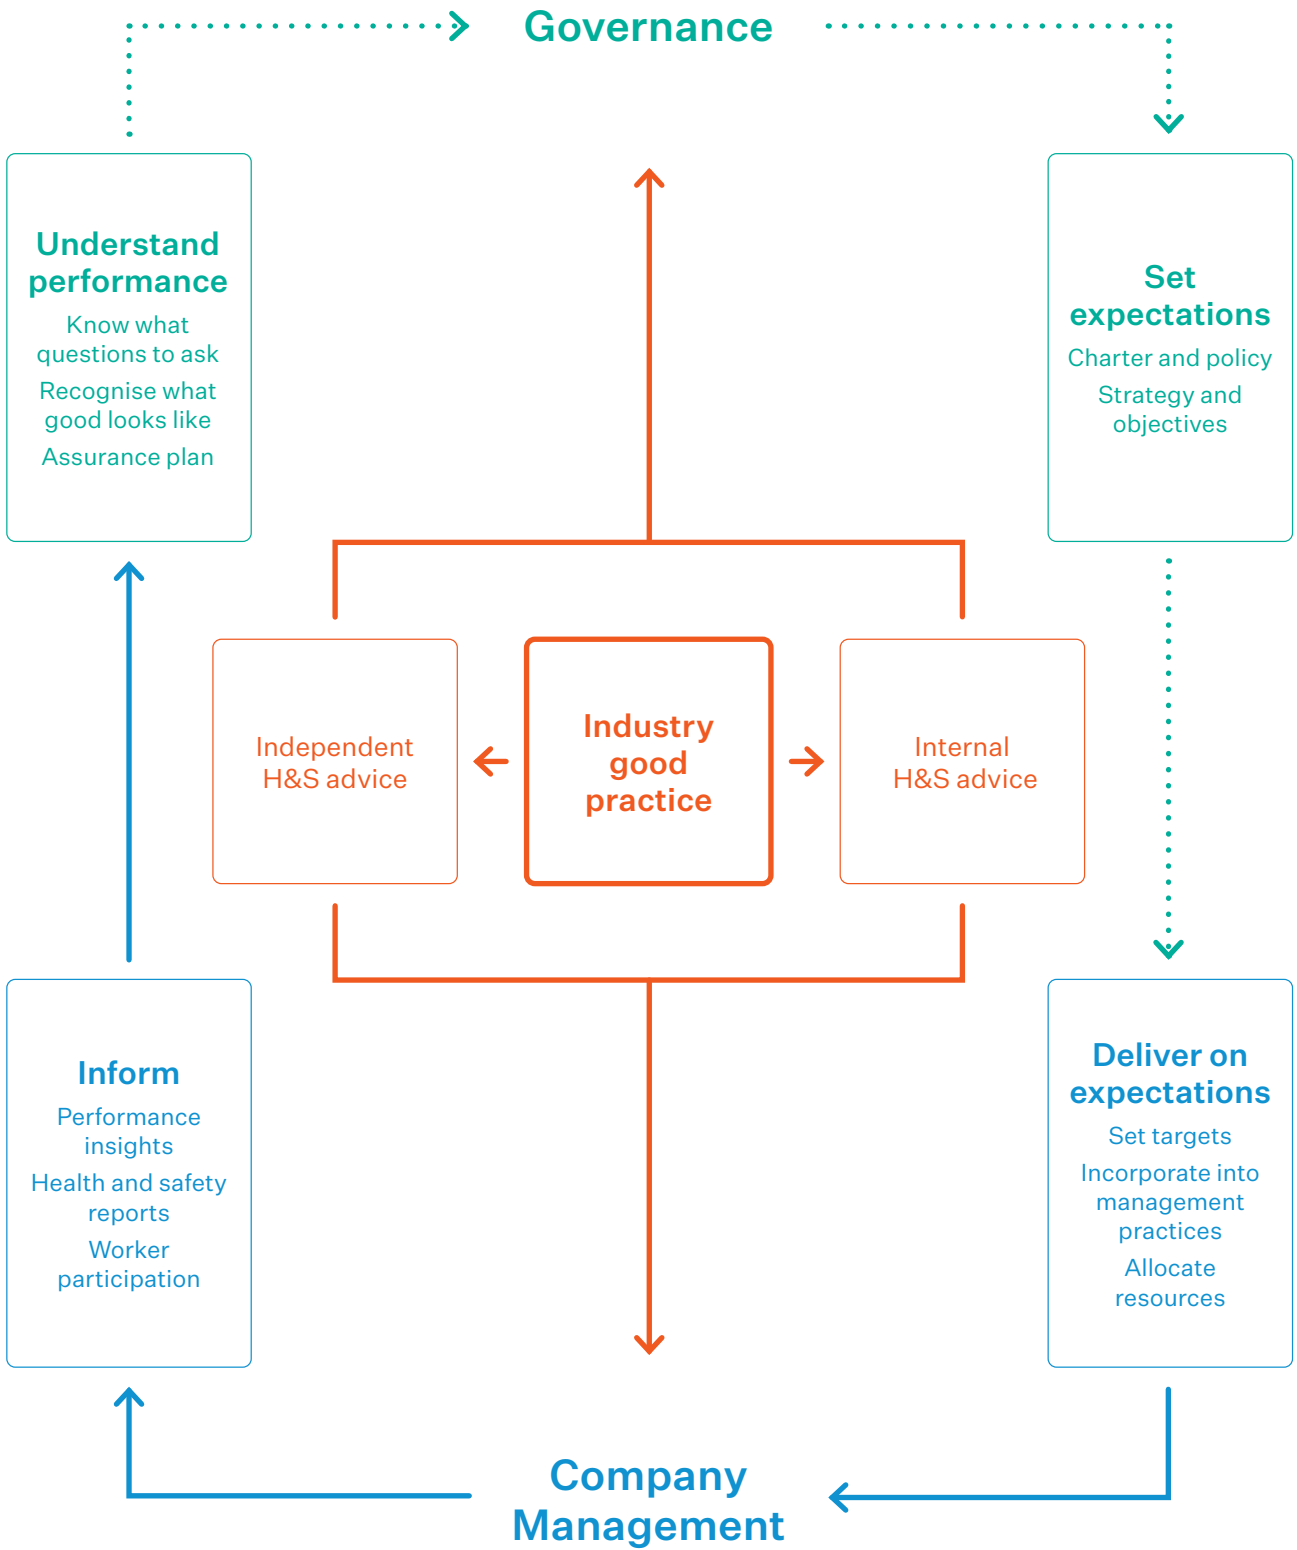 Governance
Understand
performance
Know what
questions to ask
Recognise what
good looks like
Assurance plan
Set
expectations
Charter and policy
Strategy and
objectives
Independent
H&S advice
Industry
good
practice
Internal
H&S advice
Inform
Performance
insights
Health and safety
reports
Worker
participation
Deliver on
expectations
Set targets
Incorporate into
management
practices
Allocate
resources
Company
Management